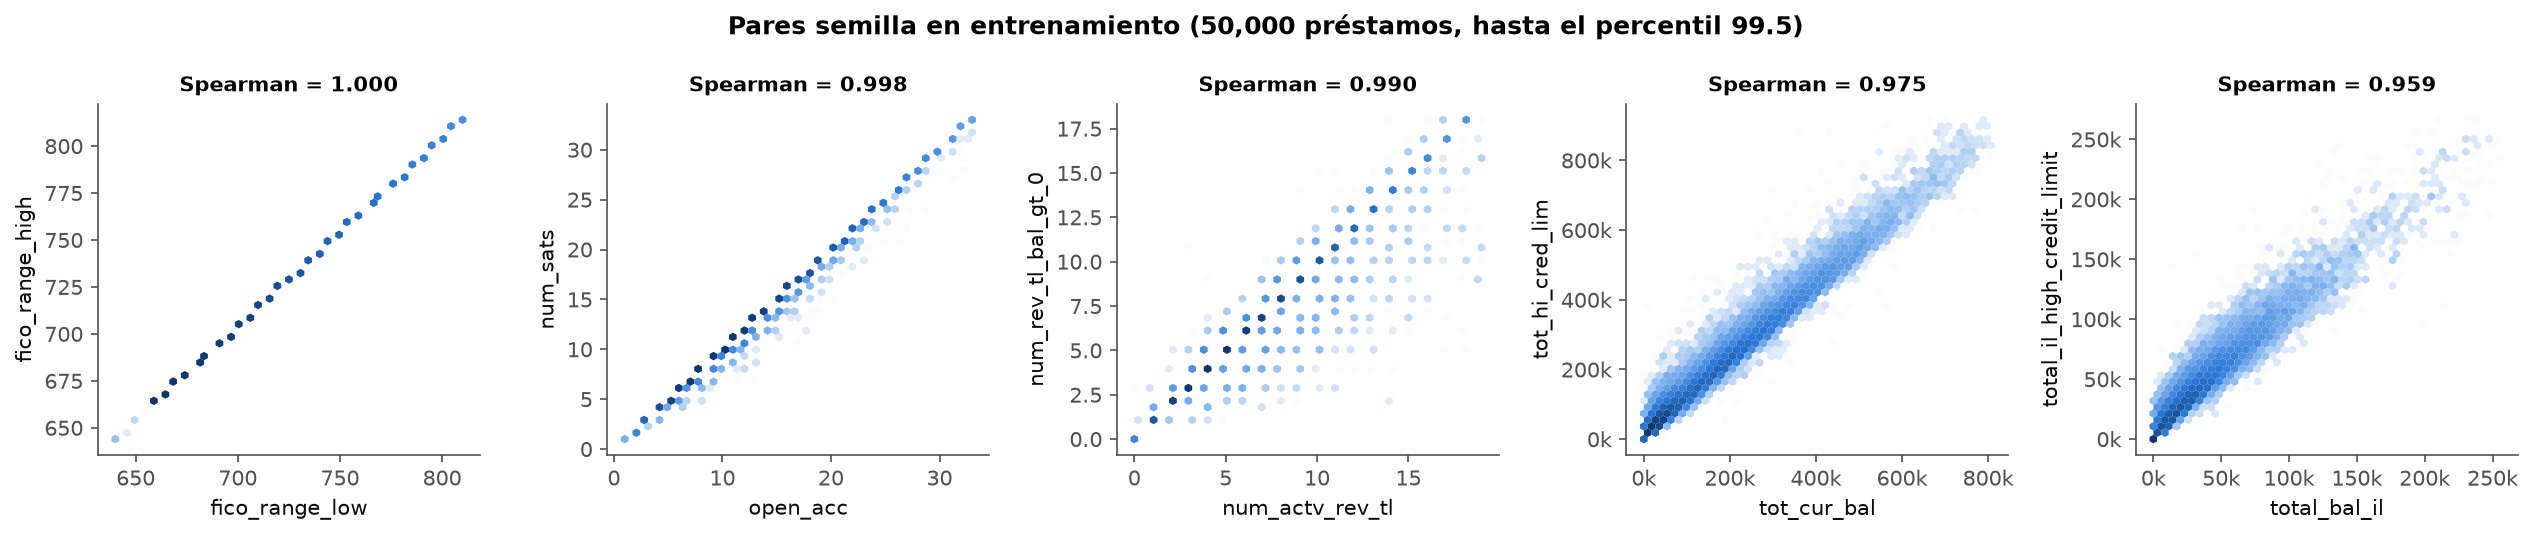 Pares semilla en entrenamiento (50,000 préstamos, hasta el percentil 99.5)
Spearman = 1.000
fico_range_high
800
775
750
725
700
675
650
650 700 750 800
fico_range_low
Spearman = 0.998
num_sats
30
25
20
15
10
5
0
0 10 20 30
open_acc
Spearman = 0.990
num_rev_tl_bal_gt_0
17.5
15.0
12.5
10.0
7.5
5.0
2.5
0.0
0 5 10 15
num_actv_rev_tl
Spearman = 0.975
tot_hi_cred_lim
800k
600k
400k
200k
0k
0k 200k 400k 600k 800k
tot_cur_bal
Spearman = 0.959
total_il_high_credit_limit
250k
200k
150k
100k
50k
0k
0k 50k 100k 150k 200k 250k
total_bal_il